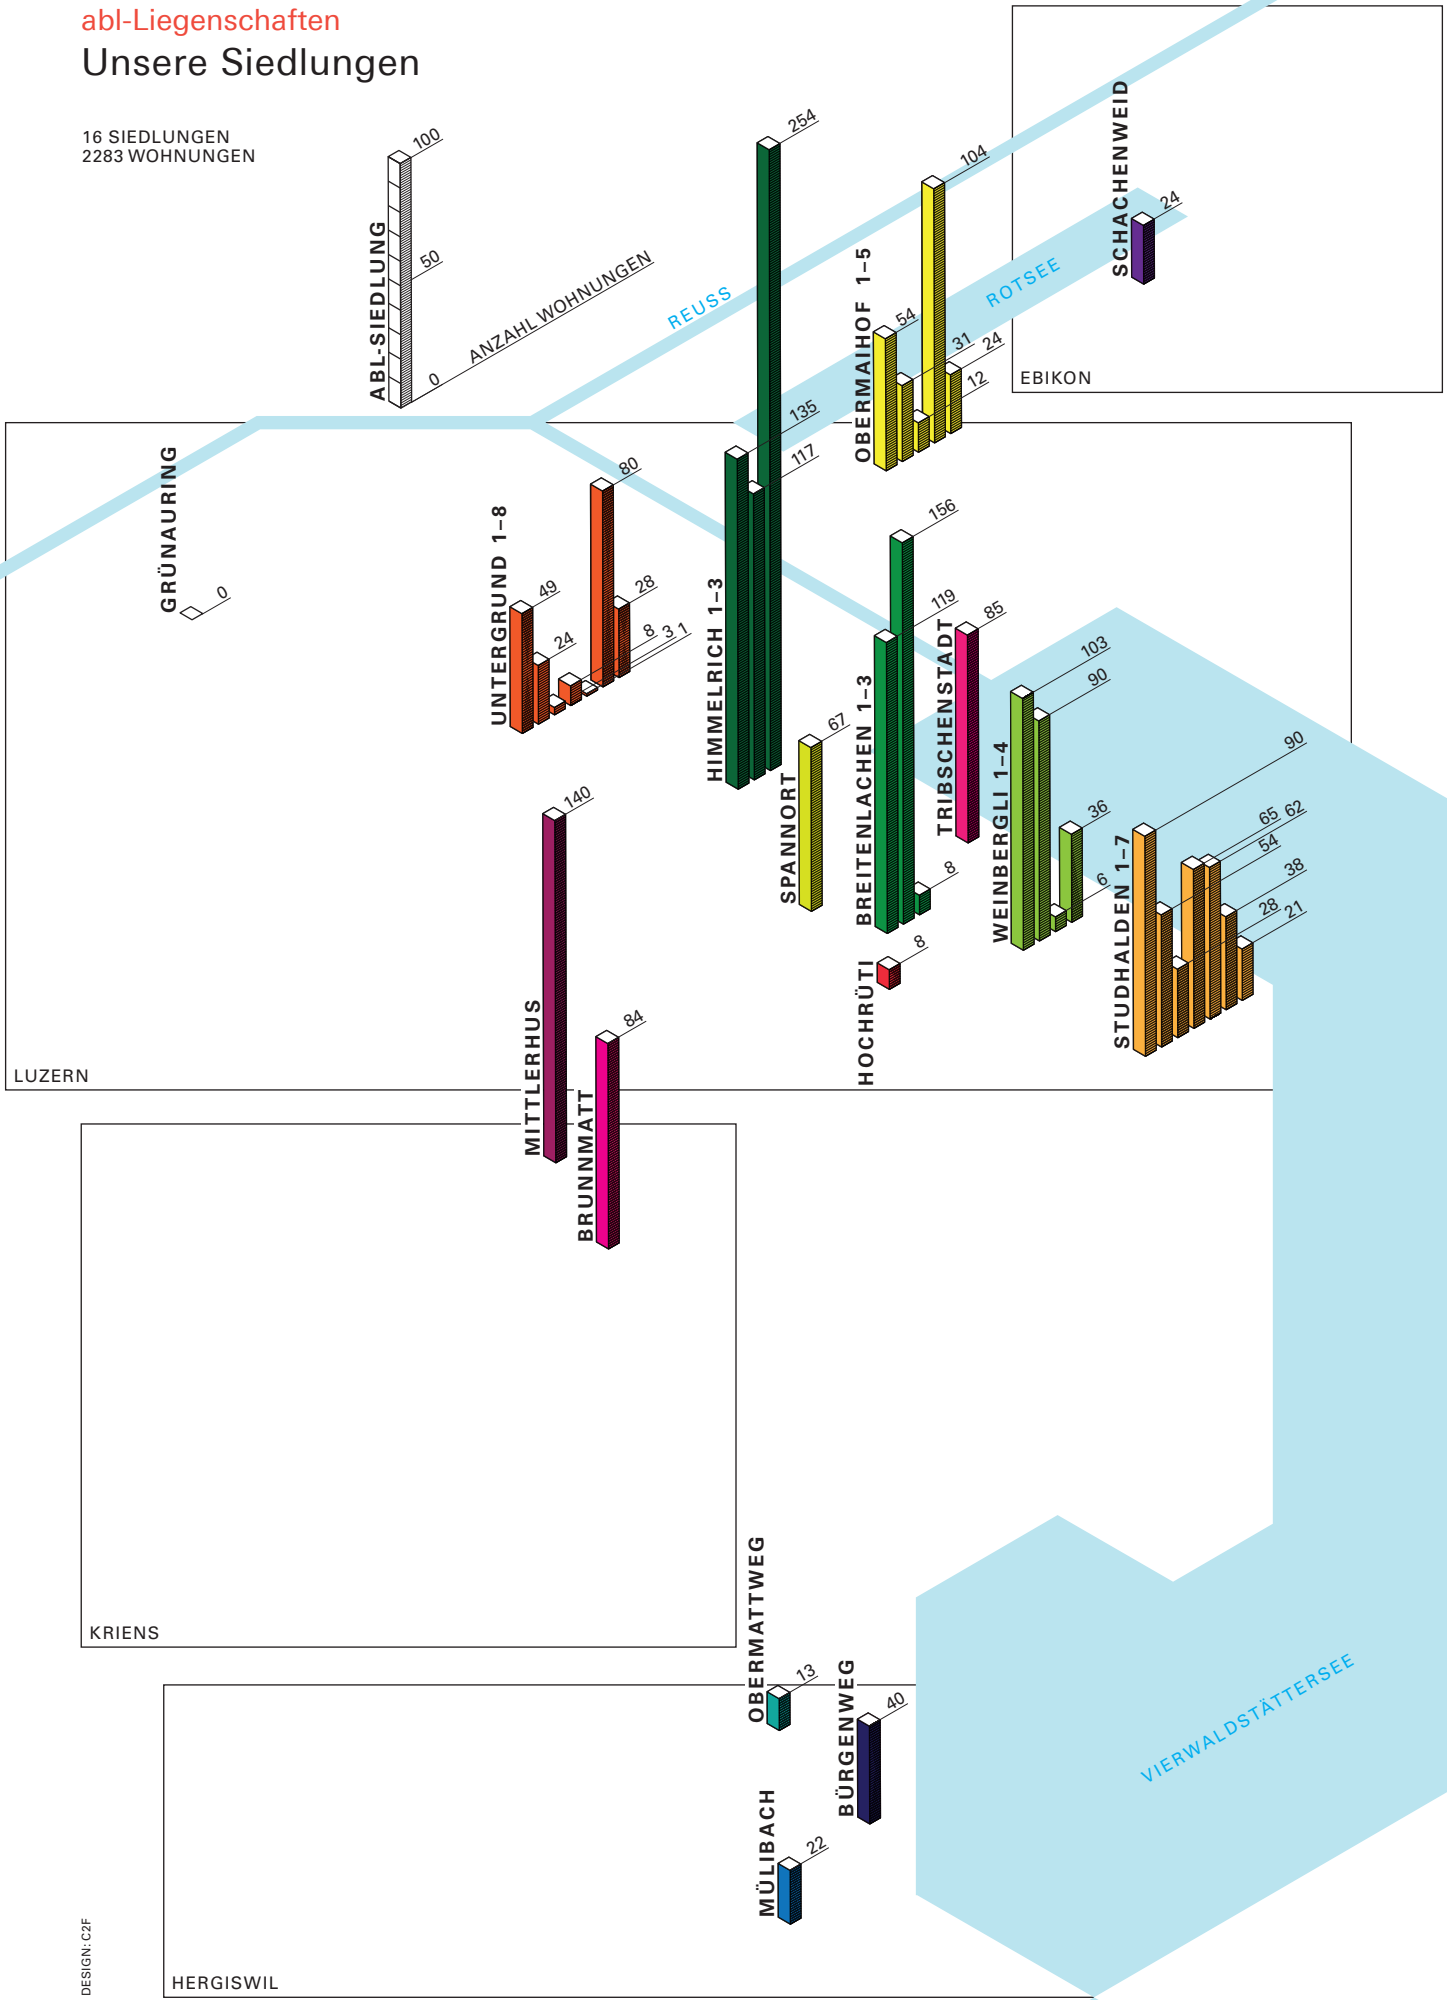 abl-Liegenschaften
Unsere Siedlungen
16 SIEDLUNGEN
2283 WOHNUNGEN
ABL-SIEDLUNG
100
50
0
ANZAHL WOHNUNGEN
REUSS
ROTSEE
SCHACHENWEID
24
EBIKON
OBERMAIHOF 1–5
54
31
12
104
24
GRÜNAURING
0
UNTERGRUND 1–8
49
24
8
3
1
80
28
HIMMELRICH 1–3
135
117
254
SPANNORT
67
BREITENLACHEN 1–3
119
156
8
TRIBSCHENSTADT
85
WEINBERGLI 1–4
103
90
6
36
STUDHALDEN 1–7
90
54
28
65
62
38
21
HOCHRÜTI
8
LUZERN
MITTLERHUS
140
BRUNNMATT
84
KRIENS
OBERMATTWEG
13
BÜRGENWEG
40
MÜLIBACH
22
VIERWALDSTÄTTERSEE
HERGISWIL
DESIGN: C2F